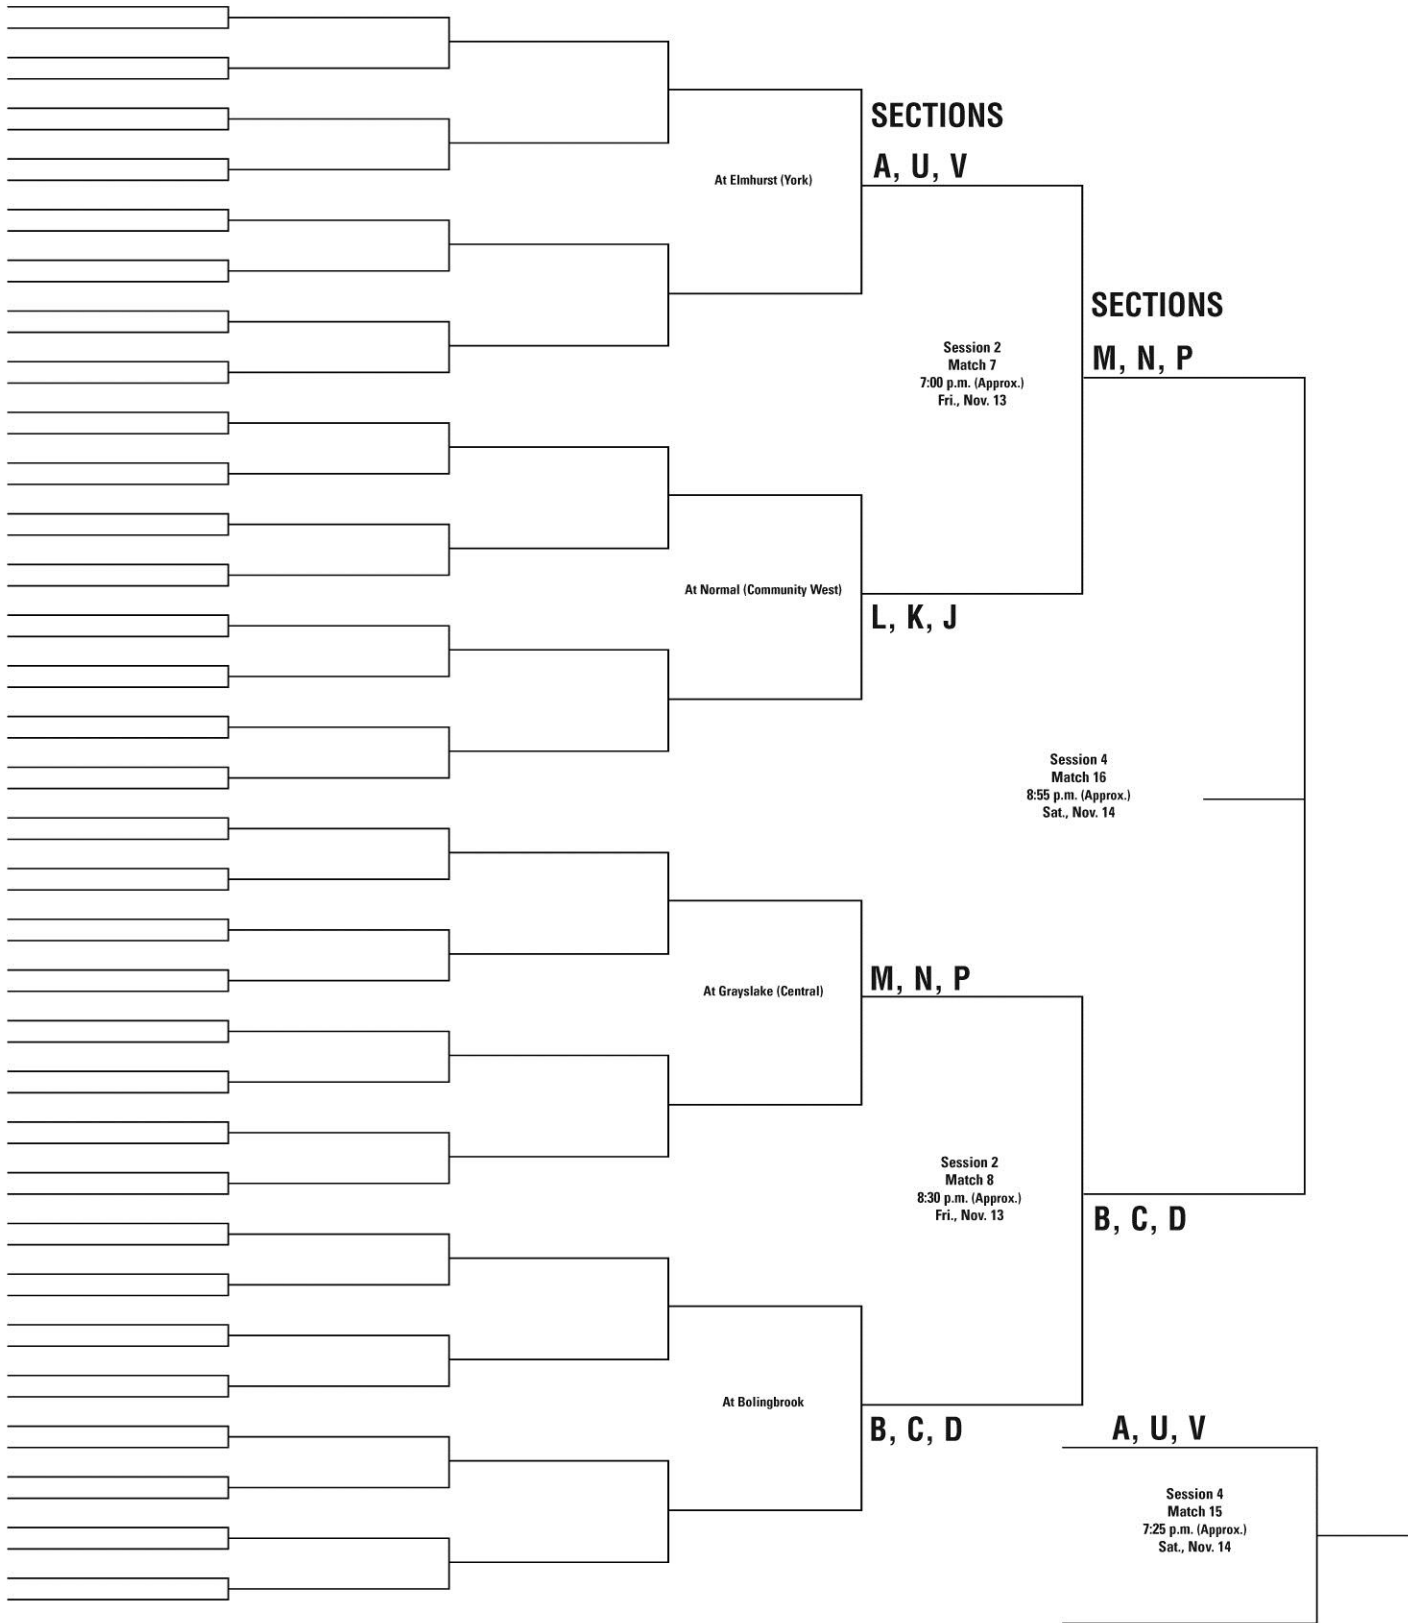 SECTIONS
A, U, V
At Elmhurst (York)
SECTIONS
M, N, P
Session 2
Match 7
7:00 p.m. (Approx.)
Fri., Nov. 13
At Normal (Community West)
L, K, J
Session 4
Match 16
8:55 p.m. (Approx.)
Sat., Nov. 14
M, N, P
At Grayslake (Central)
Session 2
Match 8
8:30 p.m. (Approx.)
Fri., Nov. 13
B, C, D
At Bolingbrook
B, C, D
A, U, V
Session 4
Match 15
7:25 p.m. (Approx.)
Sat., Nov. 14